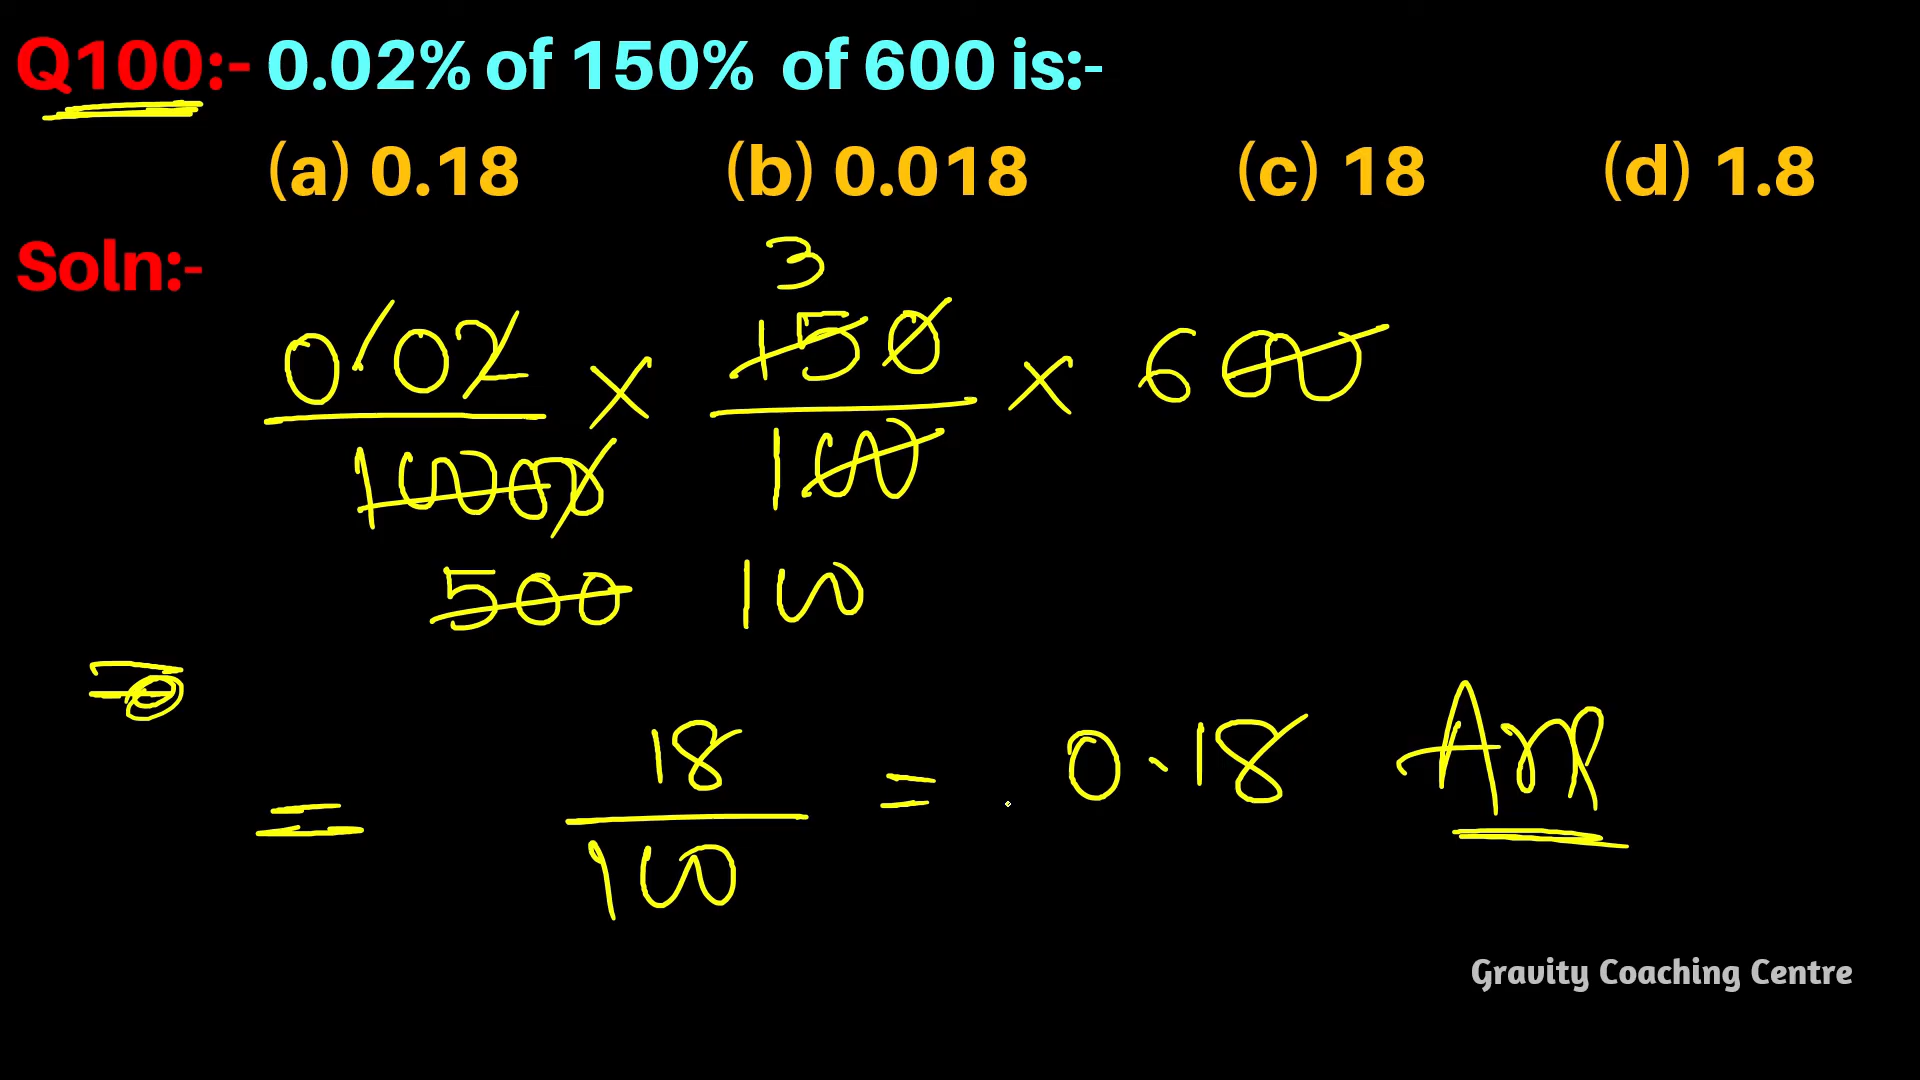 Q100:- 0.02% of 150% of 600 is:-
(a) 0.18 (b) 0.018 (c) 18 (d) 1.8
Soln:-
3
0.02 × 150 × 600
10000 100
500 100
18 = 0.18 Ans
= 100
Gravity Coaching Centre